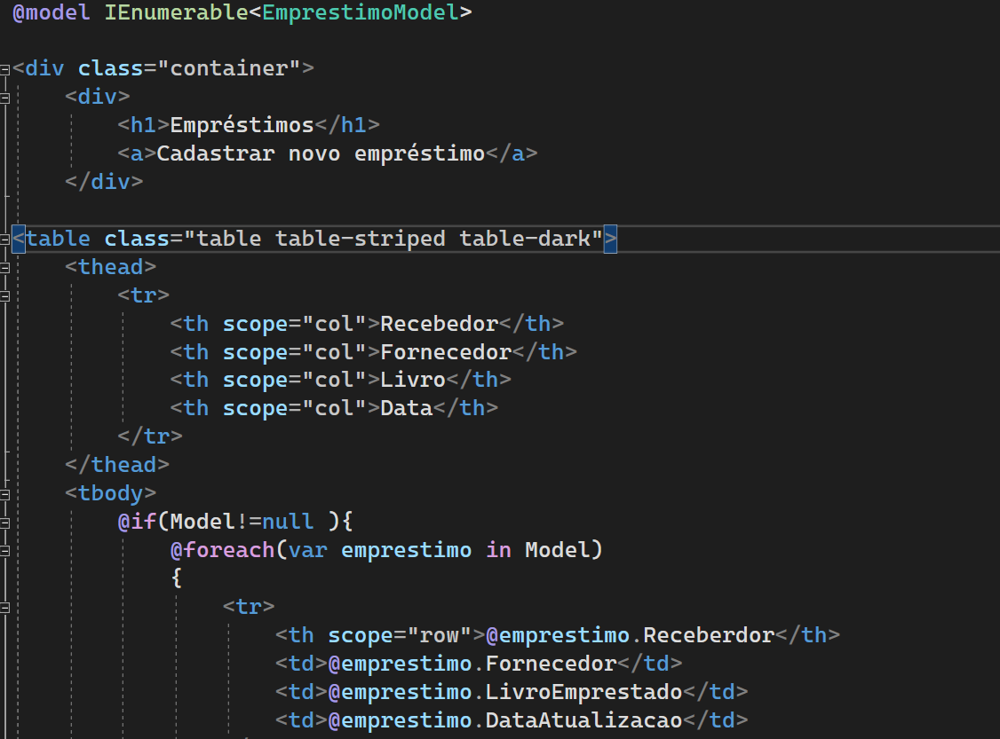 @model IEnumerable<EmprestimoModel>
<div class="container">
<div>
<h1>Empréstimos</h1>
<a>Cadastrar novo empréstimo</a>
</div>
<table class="table table-striped table-dark">
<thead>
<tr>
<th scope="col">Recebedor</th>
<th scope="col">Fornecedor</th>
<th scope="col">Livro</th>
<th scope="col">Data</th>
</tr>
</thead>
<tbody>
@if(Model!=null ){
@foreach(var emprestimo in Model)
{
<tr>
<th scope="row">@emprestimo.Receberdor</th>
<td>@emprestimo.Fornecedor</td>
<td>@emprestimo.LivroEmprestado</td>
<td>@emprestimo.DataAtualizacao</td>